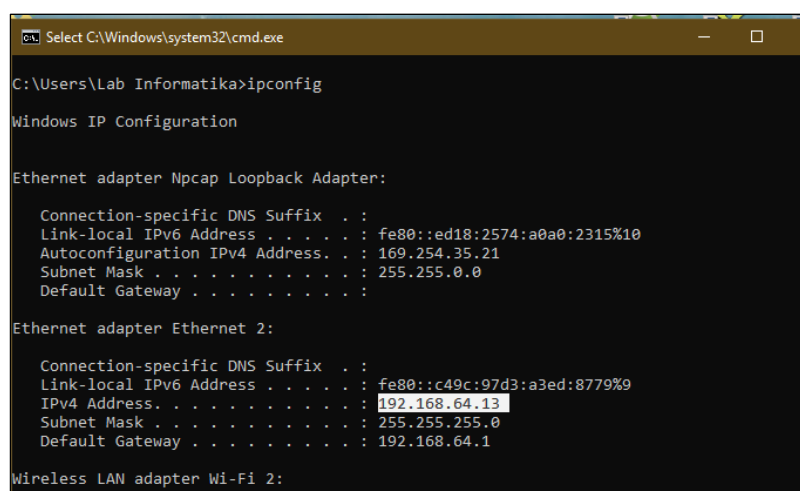 Select C:\Windows\system32\cmd.exe
C:\Users\Lab Informatika>ipconfig
Windows IP Configuration
Ethernet adapter Npcap Loopback Adapter:
Connection-specific DNS Suffix  . :
Link-local IPv6 Address . . . . . : fe80::ed18:2574:a0a0:2315%10
Autoconfiguration IPv4 Address. . : 169.254.35.21
Subnet Mask . . . . . . . . . . . : 255.255.0.0
Default Gateway . . . . . . . . . :
Ethernet adapter Ethernet 2:
Connection-specific DNS Suffix  . :
Link-local IPv6 Address . . . . . : fe80::c49c:97d3:a3ed:8779%9
IPv4 Address. . . . . . . . . . . : 192.168.64.13
Subnet Mask . . . . . . . . . . . : 255.255.255.0
Default Gateway . . . . . . . . . : 192.168.64.1
Wireless LAN adapter Wi-Fi 2: